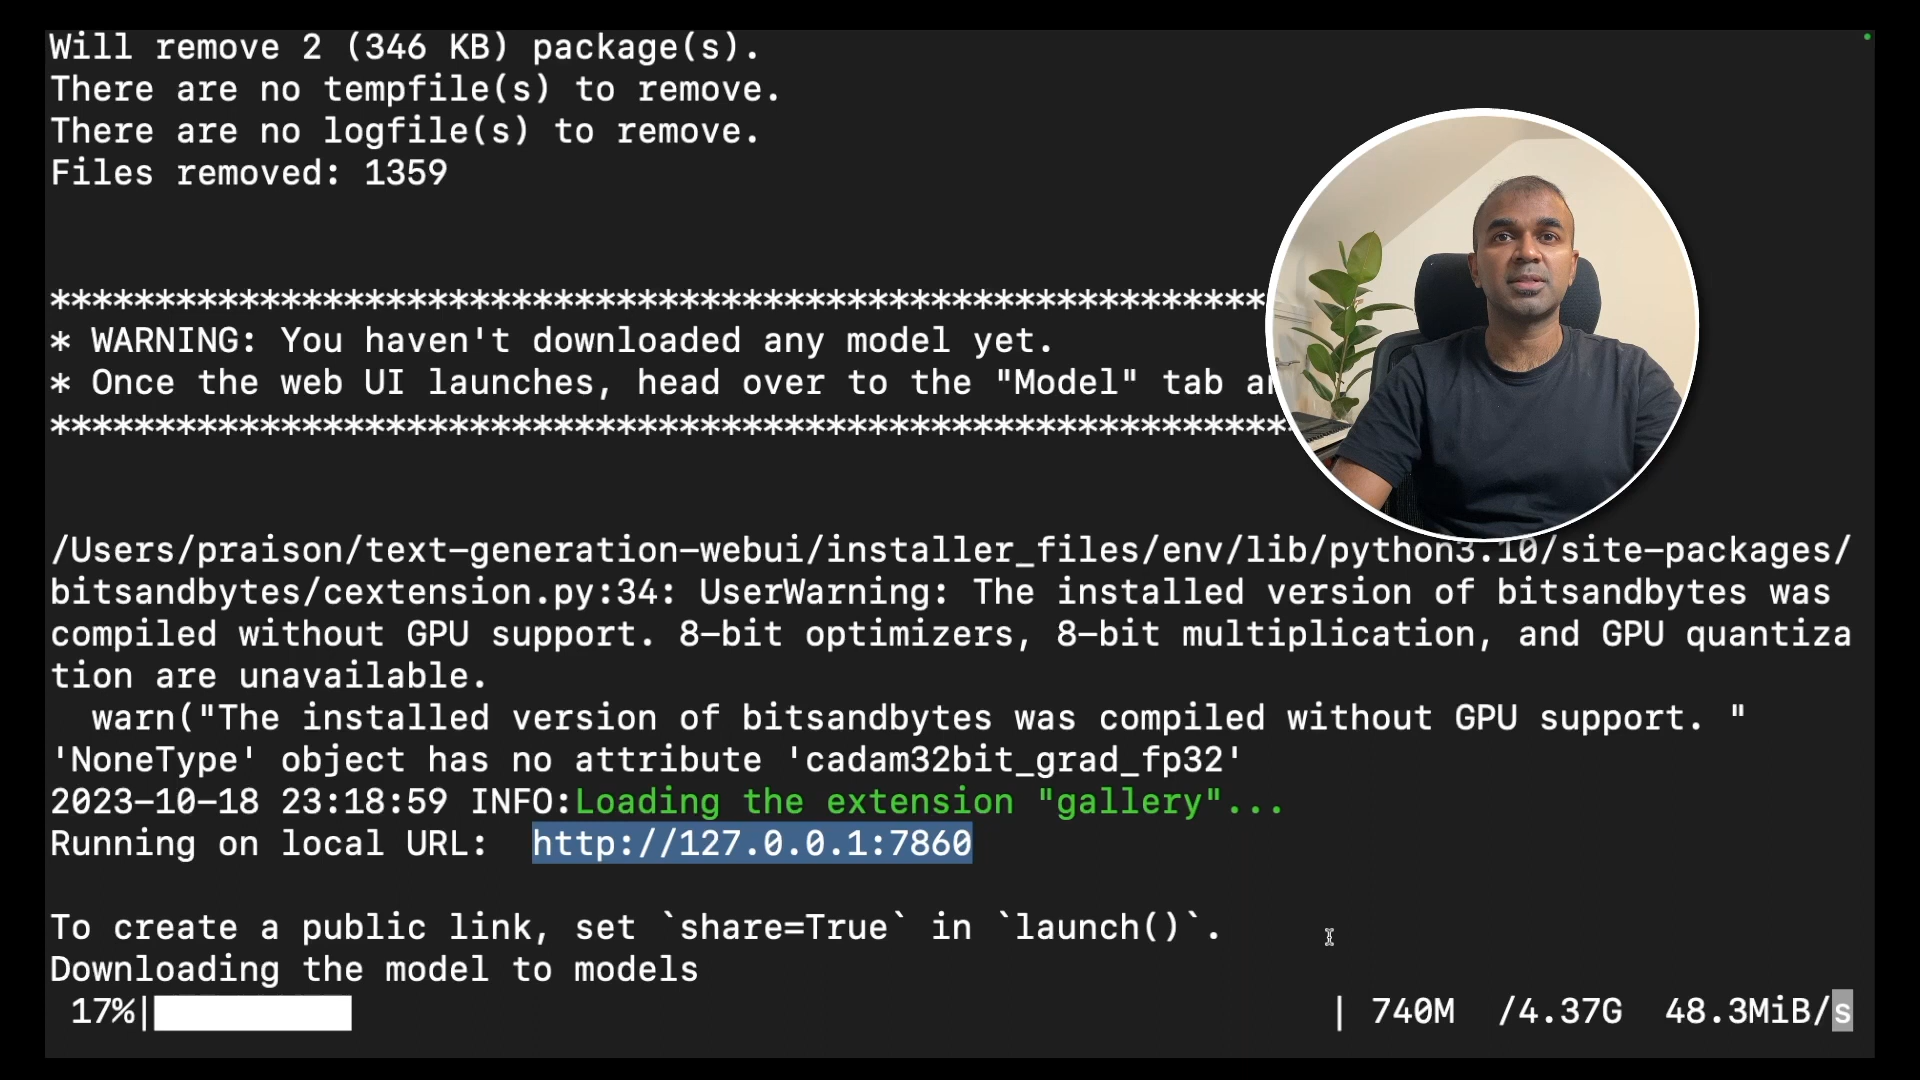 Will remove 2 (346 KB) package(s).
There are no tempfile(s) to remove.
There are no logfile(s) to remove.
Files removed: 1359
***********************************************************
* WARNING: You haven't downloaded any model yet.
* Once the web UI launches, head over to the "Model" tab
***********************************************************
/Users/praison/text-generation-webui/installer_files/env/lib/python3.10/site-packages/
bitsandbytes/cextension.py:34: UserWarning: The installed version of bitsandbytes was
compiled without GPU support. 8-bit optimizers, 8-bit multiplication, and GPU quantiza
tion are unavailable.
  warn("The installed version of bitsandbytes was compiled without GPU support. "
'NoneType' object has no attribute 'cadam32bit_grad_fp32'
2023-10-18 23:18:59 INFO:Loading the extension "gallery"...
Running on local URL:  http://127.0.0.1:7860
To create a public link, set `share=True` in `launch()`.
Downloading the model to models
17%| | 740M /4.37G 48.3MiB/s